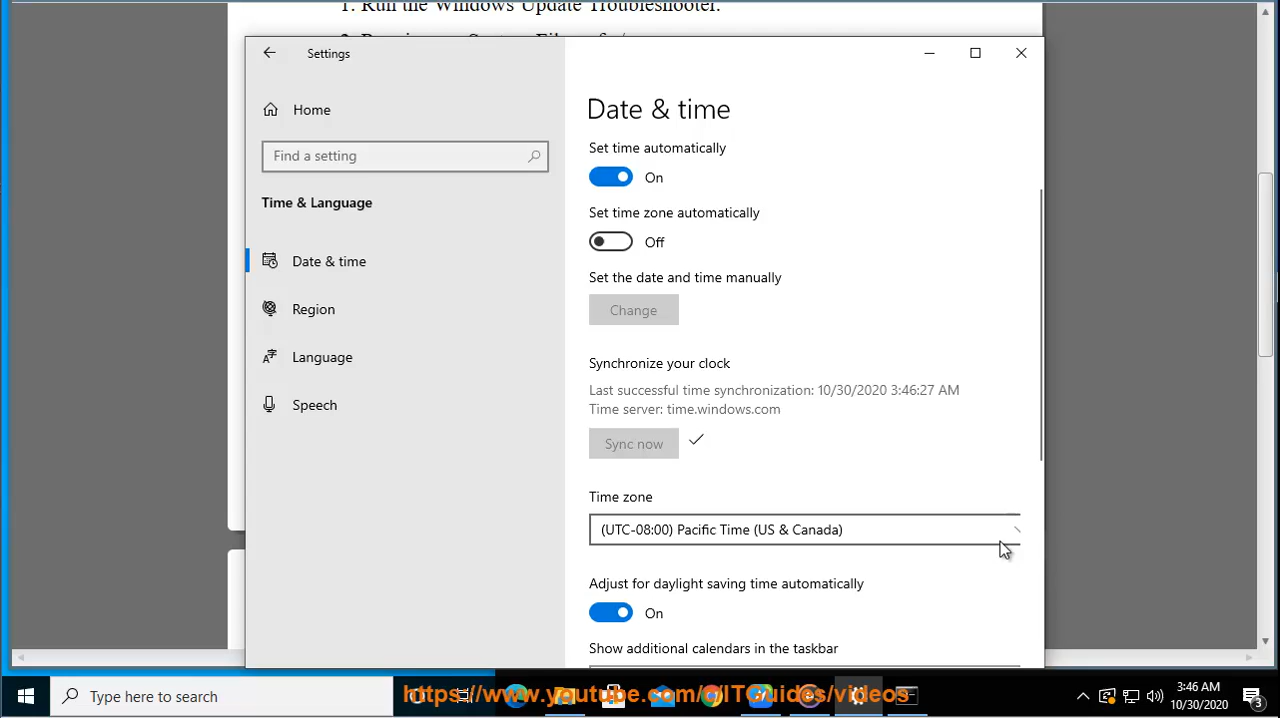 1. Run the Windows Update Troubleshooter.
Settings
Home
Date & time
Set time automatically
Find a setting
On
Time & Language
Set time zone automatically
Off
Date & time
Set the date and time manually
Region
Change
Language
Synchronize your clock
Last successful time synchronization: 10/30/2020 3:46:27 AM
Speech
Time server: time.windows.com
Sync now
Time zone
(UTC-08:00) Pacific Time (US & Canada)
Adjust for daylight saving time automatically
On
Show additional calendars in the taskbar
Type here to search
https://www.youtube.com/c/ITGuides/videos
3:46 AM
10/30/2020
3